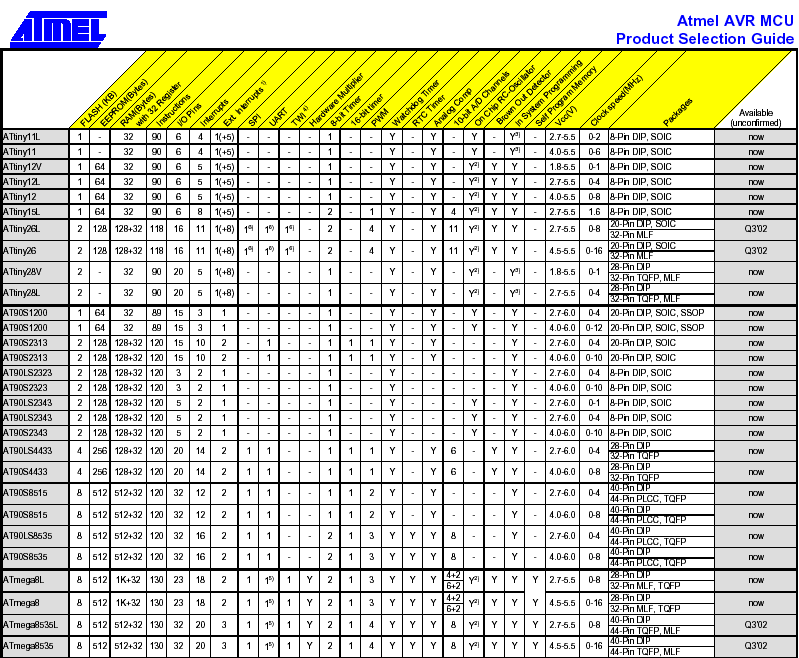 ATMEL
Atmel AVR MCU
Product Selection Guide
FLASH (KB) EEPROM(Bytes) RAM(Bytes) with 32 Register Instructions I/O Pins Interrupts Ext. Interrupts 1) SPI UART TWI 4) Hardware Multiplier 8-bit Timer 16-bit timer PWM Watchdog Timer RTC Timer Analog Comp 10-bit A/D Channels On Chip RC-Oscillator Brown Out Detector In System Programming Self Program Memory Vcc(V) Clock speed(MHz) Packages Available (unconfirmed)
ATtiny11L 1 - 32 90 6 4 1(+5) - - - - 1 - - Y - Y - Y - Y3) - 2.7-5.5 0-2 8-Pin DIP, SOIC now
ATtiny11 1 - 32 90 6 4 1(+5) - - - - 1 - - Y - Y - Y - Y3) - 4.0-5.5 0-6 8-Pin DIP, SOIC now
ATtiny12V 1 64 32 90 6 5 1(+5) - - - - 1 - - Y - Y - Y2) Y Y - 1.8-5.5 0-1 8-Pin DIP, SOIC now
ATtiny12L 1 64 32 90 6 5 1(+5) - - - - 1 - - Y - Y - Y2) Y Y - 2.7-5.5 0-4 8-Pin DIP, SOIC now
ATtiny12 1 64 32 90 6 5 1(+5) - - - - 1 - - Y - Y - Y2) Y Y - 4.0-5.5 0-8 8-Pin DIP, SOIC now
ATtiny15L 1 64 32 90 6 8 1(+5) - - - - 2 - 1 Y - Y 4 Y2) Y Y - 2.7-5.5 1.6 8-Pin DIP, SOIC now
ATtiny26L 2 128 128+32 118 16 11 1(+8) 1 1 1 - 2 - 4 Y - Y 11 Y2) Y Y - 2.7-5.5 0-8 20-Pin DIP, SOIC Q3'02
32-Pin MLF
ATtiny26 2 128 128+32 118 16 11 1(+8) 1 1 1 - 2 - 4 Y - Y 11 Y2) Y Y - 4.5-5.5 0-16 20-Pin DIP, SOIC Q3'02
32-Pin MLF
ATtiny28V 2 - 32 90 20 5 1(+8) - - - - 1 - - Y - Y - Y2) - Y3) - 1.8-5.5 0-1 28-Pin DIP now
32-Pin TQFP, MLF
ATtiny28L 2 - 32 90 20 5 1(+8) - - - - 1 - - Y - Y - Y2) - Y3) - 2.7-5.5 0-4 28-Pin DIP now
32-Pin TQFP, MLF
AT90S1200 1 64 32 89 15 3 1 - - - - 1 - - Y - Y - Y - Y - 2.7-6.0 0-4 20-Pin DIP, SOIC, SSOP now
AT90S1200 1 64 32 89 15 3 1 - - - - 1 - - Y - Y - Y - Y - 4.0-6.0 0-12 20-Pin DIP, SOIC, SSOP now
AT90S2313 2 128 128+32 120 15 10 2 - 1 - - 1 1 1 Y - Y - - - Y - 2.7-6.0 0-4 20-Pin DIP, SOIC now
AT90S2313 2 128 128+32 120 15 10 2 - 1 - - 1 1 1 Y - Y - - - Y - 4.0-6.0 0-10 20-Pin DIP, SOIC now
AT90LS2323 2 128 128+32 120 3 2 1 - - - - 1 - - Y - - - - - Y - 2.7-6.0 0-4 8-Pin DIP, SOIC now
AT90S2323 2 128 128+32 120 3 2 1 - - - - 1 - - Y - - - - - Y - 4.0-6.0 0-10 8-Pin DIP, SOIC now
AT90LS2343 2 128 128+32 120 5 2 1 - - - - 1 - - Y - - - Y - Y - 2.7-6.0 0-1 8-Pin DIP, SOIC now
AT90LS2343 2 128 128+32 120 5 2 1 - - - - 1 - - Y - - - Y - Y - 2.7-6.0 0-4 8-Pin DIP, SOIC now
AT90S2343 2 128 128+32 120 5 2 1 - - - - 1 - - Y - - - Y - Y - 4.0-6.0 0-10 8-Pin DIP, SOIC now
AT90LS4433 4 256 128+32 120 20 14 2 1 1 - - 1 1 1 Y - Y 6 - Y Y - 2.7-6.0 0-4 28-Pin DIP now
32-Pin TQFP
AT90S4433 4 256 128+32 120 20 14 2 1 1 - - 1 1 1 Y - Y 6 - Y Y - 4.0-6.0 0-8 28-Pin DIP now
32-Pin TQFP
AT90S8515 8 512 512+32 120 32 12 2 1 1 - - 1 1 2 Y - Y - - - Y - 2.7-6.0 0-4 40-Pin DIP now
44-Pin PLCC, TQFP
AT90S8515 8 512 512+32 120 32 12 2 1 1 - - 1 1 2 Y - Y - - - Y - 4.0-6.0 0-8 40-Pin DIP now
44-Pin PLCC, TQFP
AT90LS8535 8 512 512+32 120 32 16 2 1 1 - - 2 1 3 Y Y Y 8 - - Y - 2.7-6.0 0-4 40-Pin DIP now
44-Pin PLCC, TQFP
AT90S8535 8 512 512+32 120 32 16 2 1 1 - - 2 1 3 Y Y Y 8 - - Y - 4.0-6.0 0-8 40-Pin DIP now
44-Pin PLCC, TQFP
ATmega8L 8 512 1K+32 130 23 18 2 1 15) 1 Y 2 1 3 Y Y Y 4+2 Y2) Y Y Y 2.7-5.5 0-8 28-Pin DIP now
6+2 32-Pin MLF, TQFP
ATmega8 8 512 1K+32 130 23 18 2 1 15) 1 Y 2 1 3 Y Y Y 4+2 Y2) Y Y Y 4.5-5.5 0-16 28-Pin DIP now
6+2 32-Pin MLF, TQFP
ATmega8535L 8 512 512+32 130 32 20 3 1 15) 1 Y 2 1 4 Y Y Y 8 Y2) Y Y Y 2.7-5.5 0-8 40-Pin DIP Q3'02
44-Pin TQFP, MLF
ATmega8535 8 512 512+32 130 32 20 3 1 15) 1 Y 2 1 4 Y Y Y 8 Y2) Y Y Y 4.5-5.5 0-16 40-Pin DIP Q3'02
44-Pin TQFP, MLF